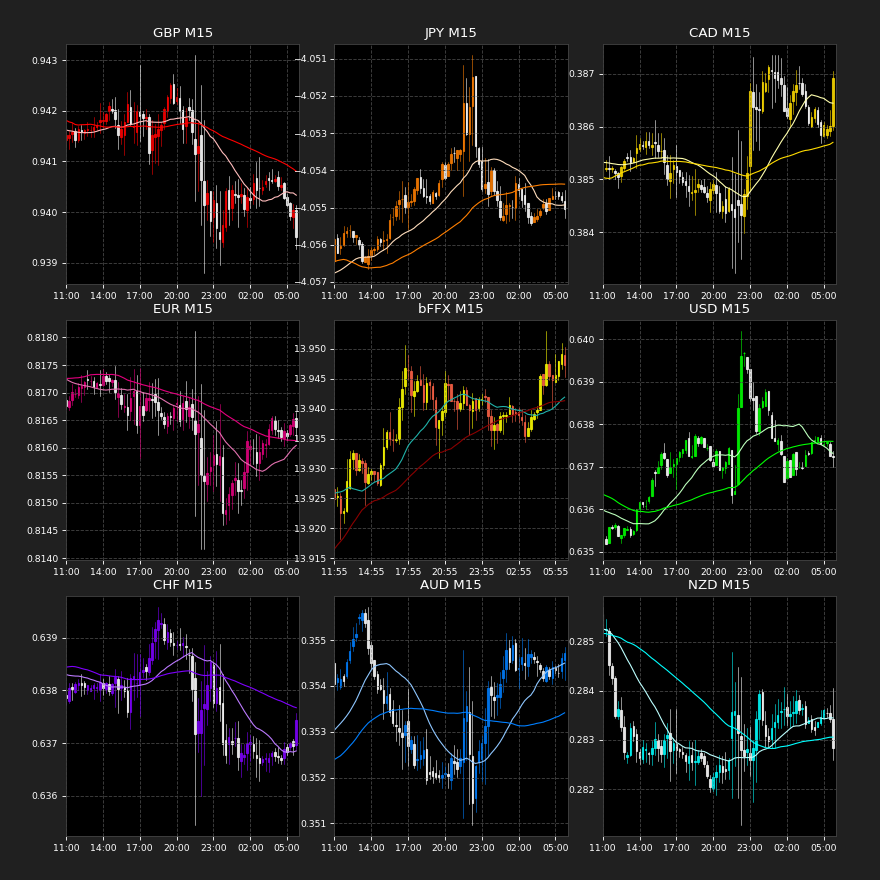 GBP M15
0.943
0.942
0.941
0.940
0.939
11:00 14:00 17:00 20:00 23:00 02:00 05:00
JPY M15
−4.051
−4.052
−4.053
−4.054
−4.055
−4.056
−4.057
11:00 14:00 17:00 20:00 23:00 02:00 05:00
CAD M15
0.387
0.386
0.385
0.384
11:00 14:00 17:00 20:00 23:00 02:00 05:00
EUR M15
0.8180
0.8175
0.8170
0.8165
0.8160
0.8155
0.8150
0.8145
0.8140
11:00 14:00 17:00 20:00 23:00 02:00 05:00
bFFX M15
13.950
13.945
13.940
13.935
13.930
13.925
13.920
13.915
11:55 14:55 17:55 20:55 23:55 02:55 05:55
USD M15
0.640
0.639
0.638
0.637
0.636
0.635
11:00 14:00 17:00 20:00 23:00 02:00 05:00
CHF M15
0.639
0.638
0.637
0.636
11:00 14:00 17:00 20:00 23:00 02:00 05:00
AUD M15
0.355
0.354
0.353
0.352
0.351
11:00 14:00 17:00 20:00 23:00 02:00 05:00
NZD M15
0.285
0.284
0.283
0.282
11:00 14:00 17:00 20:00 23:00 02:00 05:00